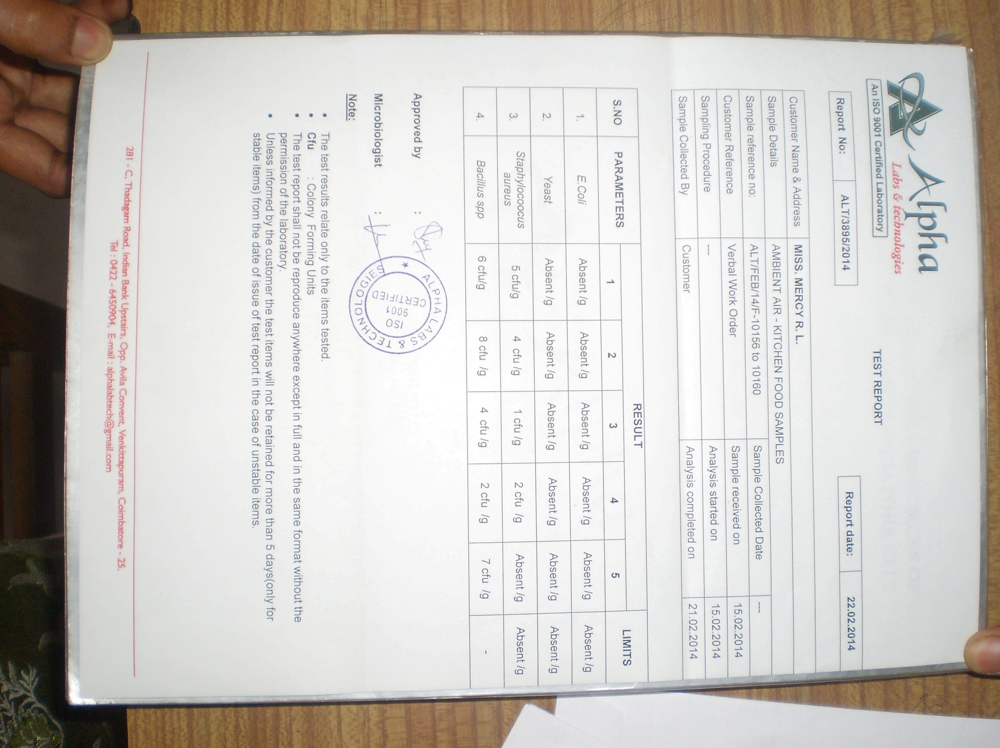 Alpha
Labs & technologies
An ISO 9001 Certified Laboratory
TEST REPORT
Report No: ALT/3895/2014 Report date: 22.02.2014
Customer Name & Address MISS. MERCY R. L.
Sample Details AMBIENT AIR - KITCHEN FOOD SAMPLES
Sample reference no: ALT/FEB/14/F-10156 to 10160 Sample Collected Date ---
Customer Reference Verbal Work Order Sample received on 15.02.2014
Sampling Procedure --- Analysis started on 15.02.2014
Sample Collected By Customer Analysis completed on 21.02.2014
S.NO PARAMETERS RESULT LIMITS
1 2 3 4 5
1. E.Coli Absent /g Absent /g Absent /g Absent /g Absent /g Absent /g
2. Yeast Absent /g Absent /g Absent /g Absent /g Absent /g Absent /g
3. Staphylocoocus aureus 5 cfu/g 4 cfu /g 1 cfu /g 2 cfu /g Absent /g Absent /g
4. Bacillus spp 6 cfu/g 8 cfu /g 4 cfu /g 2 cfu /g 7 cfu /g -
Approved by :
Microbiologist :
ALPHA LABS & TECHNOLOGIES ★
ISO
9001
CERTIFIED
Note:
• The test results relate only to the items tested.
• Cfu : Colony Forming Units
• The test report shall not be reproduce anywhere except in full and in the same format without the
permission of the laboratory.
• Unless informed by the customer the test items will not be retained for more than 5 days(only for
stable items) from the date of issue of test report in the case of unstable items.
281 - C, Thadagam Road, Indian Bank Upstairs, Opp. Avila Convent, Venkittapuram, Coimbatore - 25.
Tel : 0422 - 6450904, E-mail : alphalabtech@gmail.com